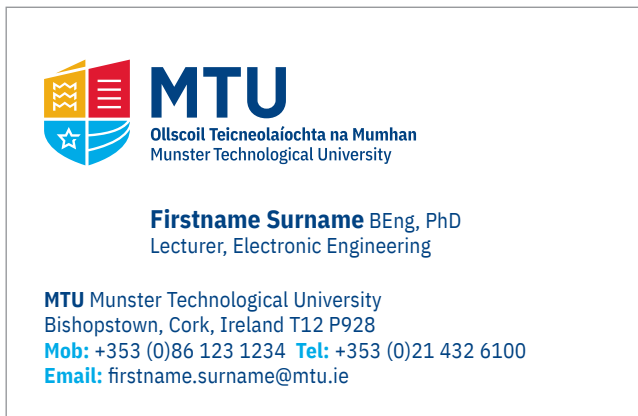 MTU
Ollscoil Teicneolaíochta na Mumhan
Munster Technological University
Firstname Surname BEng, PhD
Lecturer, Electronic Engineering
MTU Munster Technological University
Bishopstown, Cork, Ireland T12 P928
Mob: +353 (0)86 123 1234 Tel: +353 (0)21 432 6100
Email: firstname.surname@mtu.ie